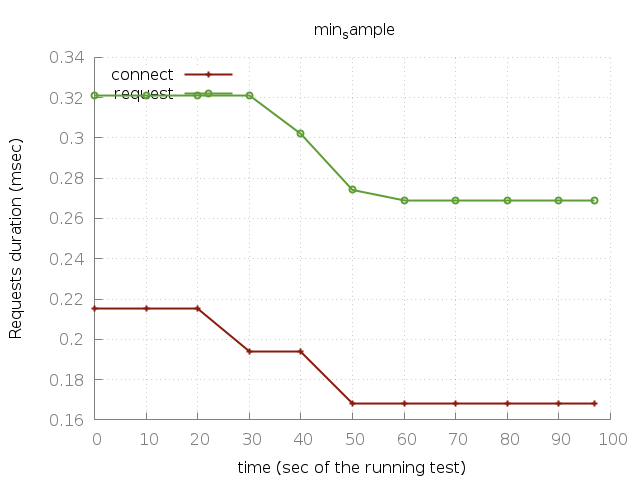 min_sample
connect
request
0.34
0.32
0.3
0.28
0.26
0.24
0.22
0.2
0.18
0.16
Requests duration (msec)
0 10 20 30 40 50 60 70 80 90 100
time (sec of the running test)